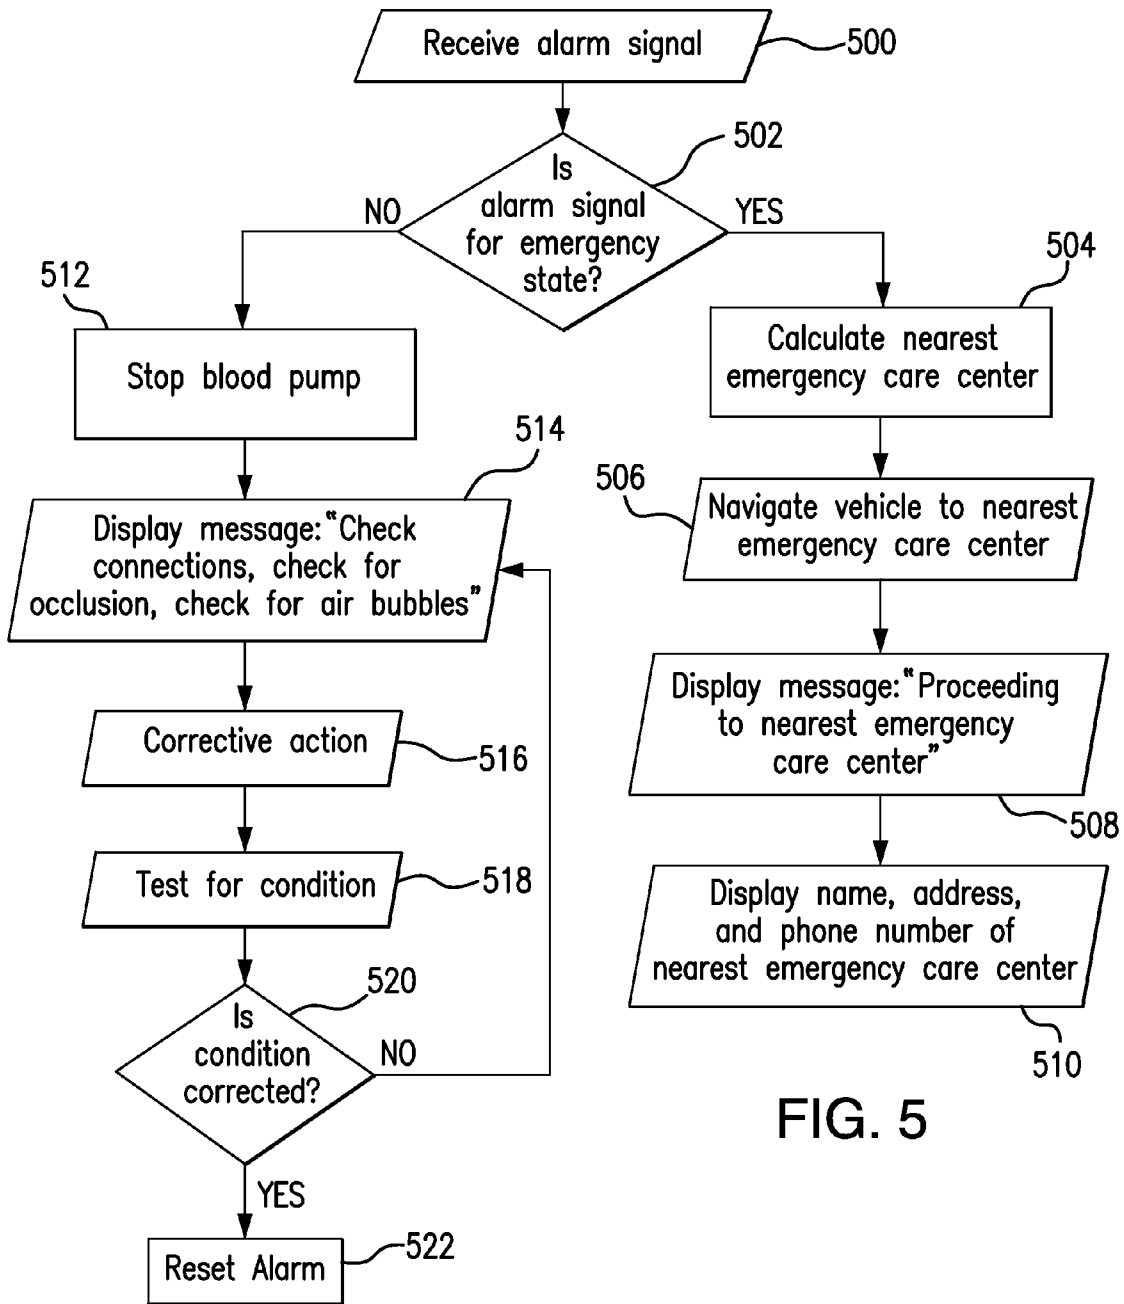 Receive alarm signal
500
502
Is
alarm signal
for emergency
state?
NO
YES
512
Stop blood pump
514
Display message:"Check
connections, check for
occlusion, check for air bubbles"
Corrective action
516
Test for condition
518
520
Is
condition
corrected?
NO
YES
Reset Alarm
522
504
Calculate nearest
emergency care center
506
Navigate vehicle to nearest
emergency care center
Display message:"Proceeding
to nearest emergency
care center"
508
Display name, address,
and phone number of
nearest emergency care center
510
FIG. 5